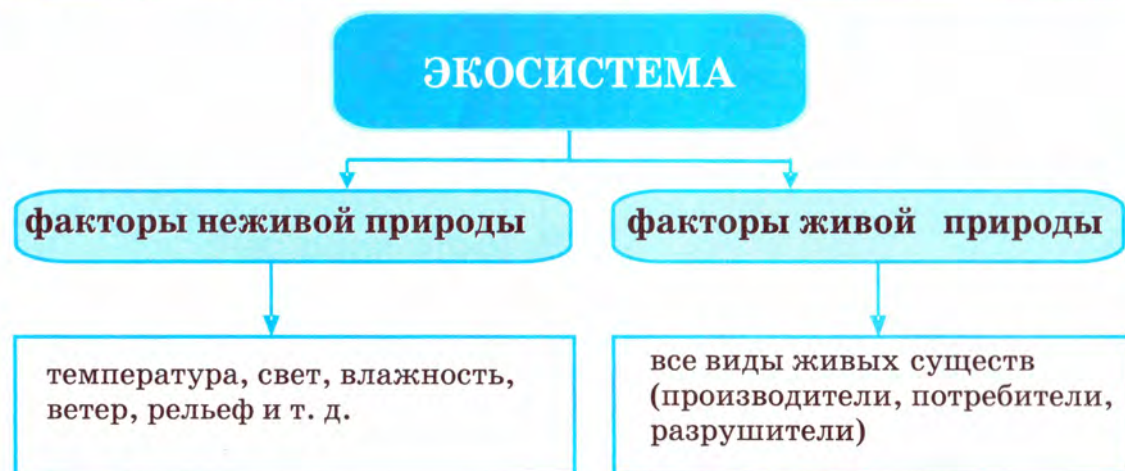 ЭКОСИСТЕМА
факторы неживой природы
факторы живой природы
температура, свет, влажность,
ветер, рельеф и т. д.
все виды живых существ
(производители, потребители,
разрушители)